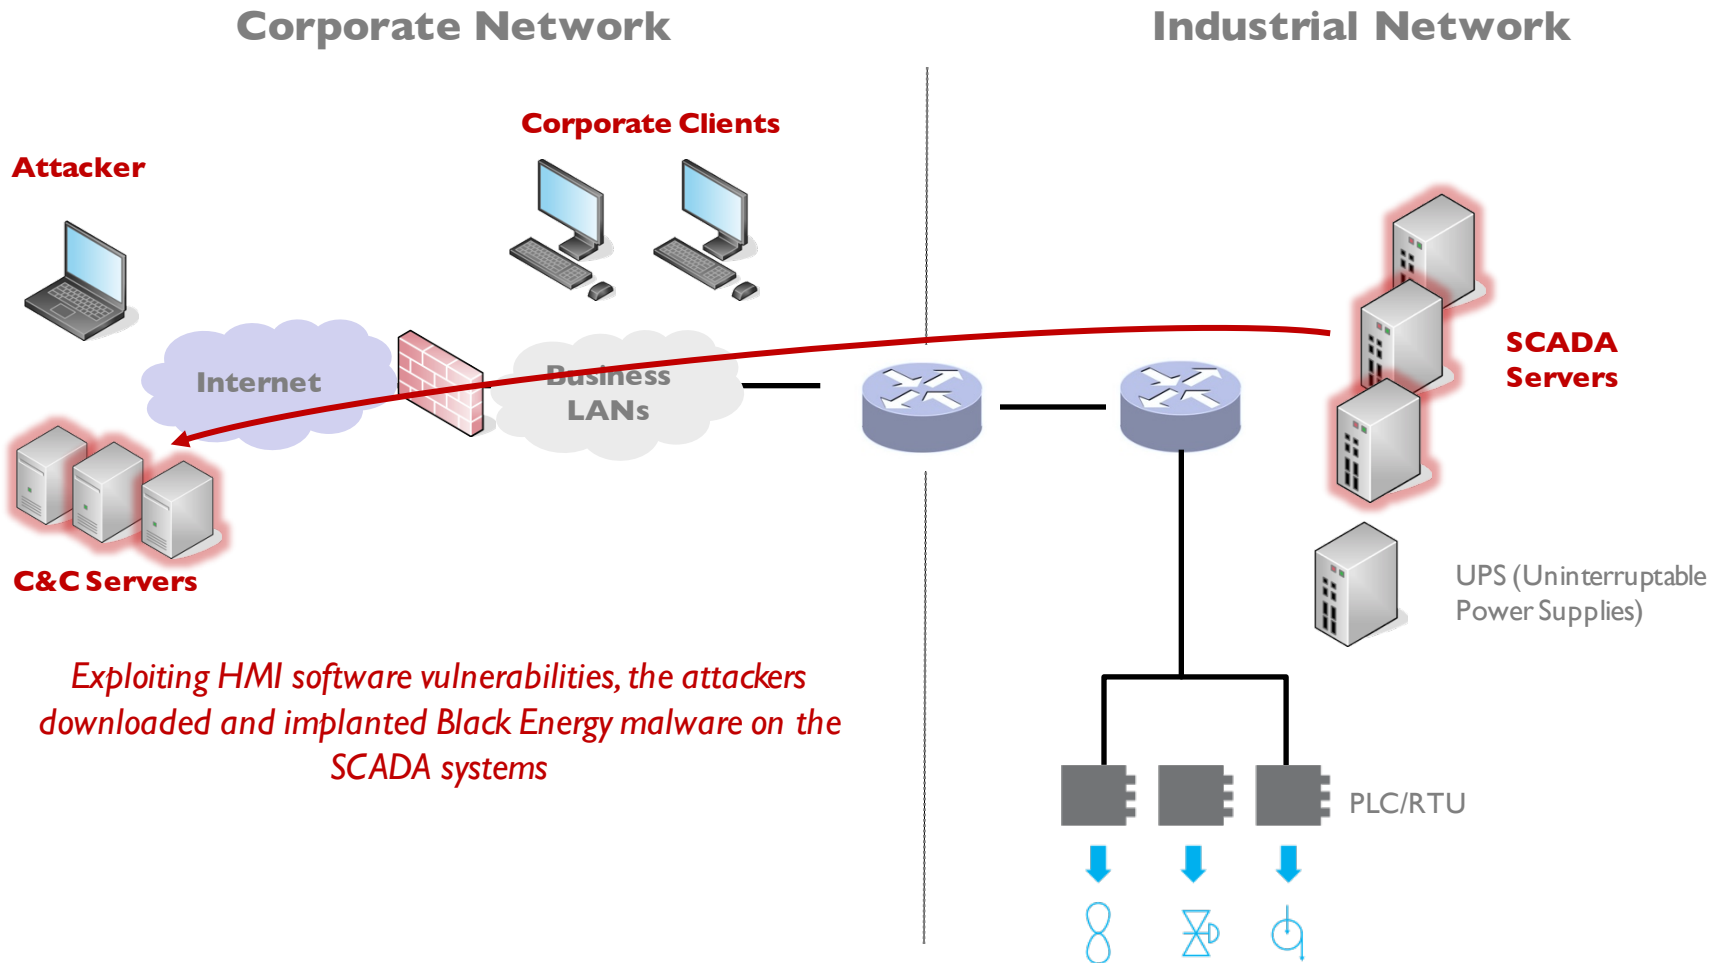 Corporate Network
Industrial Network
Corporate Clients
Attacker
Internet
Business
LANs
SCADA
Servers
C&C Servers
UPS (Uninterruptable
Power Supplies)
Exploiting HMI software vulnerabilities, the attackers
downloaded and implanted Black Energy malware on the
SCADA systems
PLC/RTU